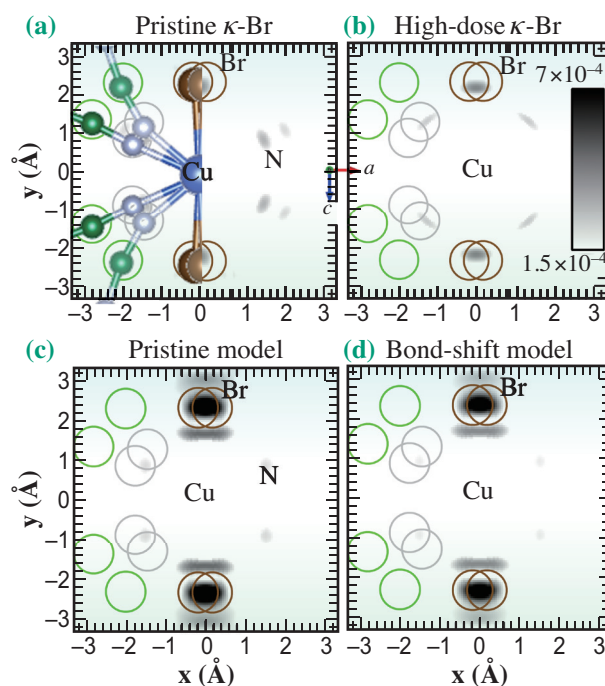 (a) Pristine κ-Br
(b) High-dose κ-Br
3
2
1
0
–1
–2
–3
y (Å)
Br
Cu
N
–3 –2 –1 0 1 2 3
a
c
Br
Cu
7×10⁻⁴
1.5×10⁻⁴
–3 –2 –1 0 1 2 3
(c) Pristine model
(d) Bond-shift model
3
2
1
0
–1
–2
–3
y (Å)
Br
Cu
N
–3 –2 –1 0 1 2 3
x (Å)
Br
Cu
–3 –2 –1 0 1 2 3
x (Å)